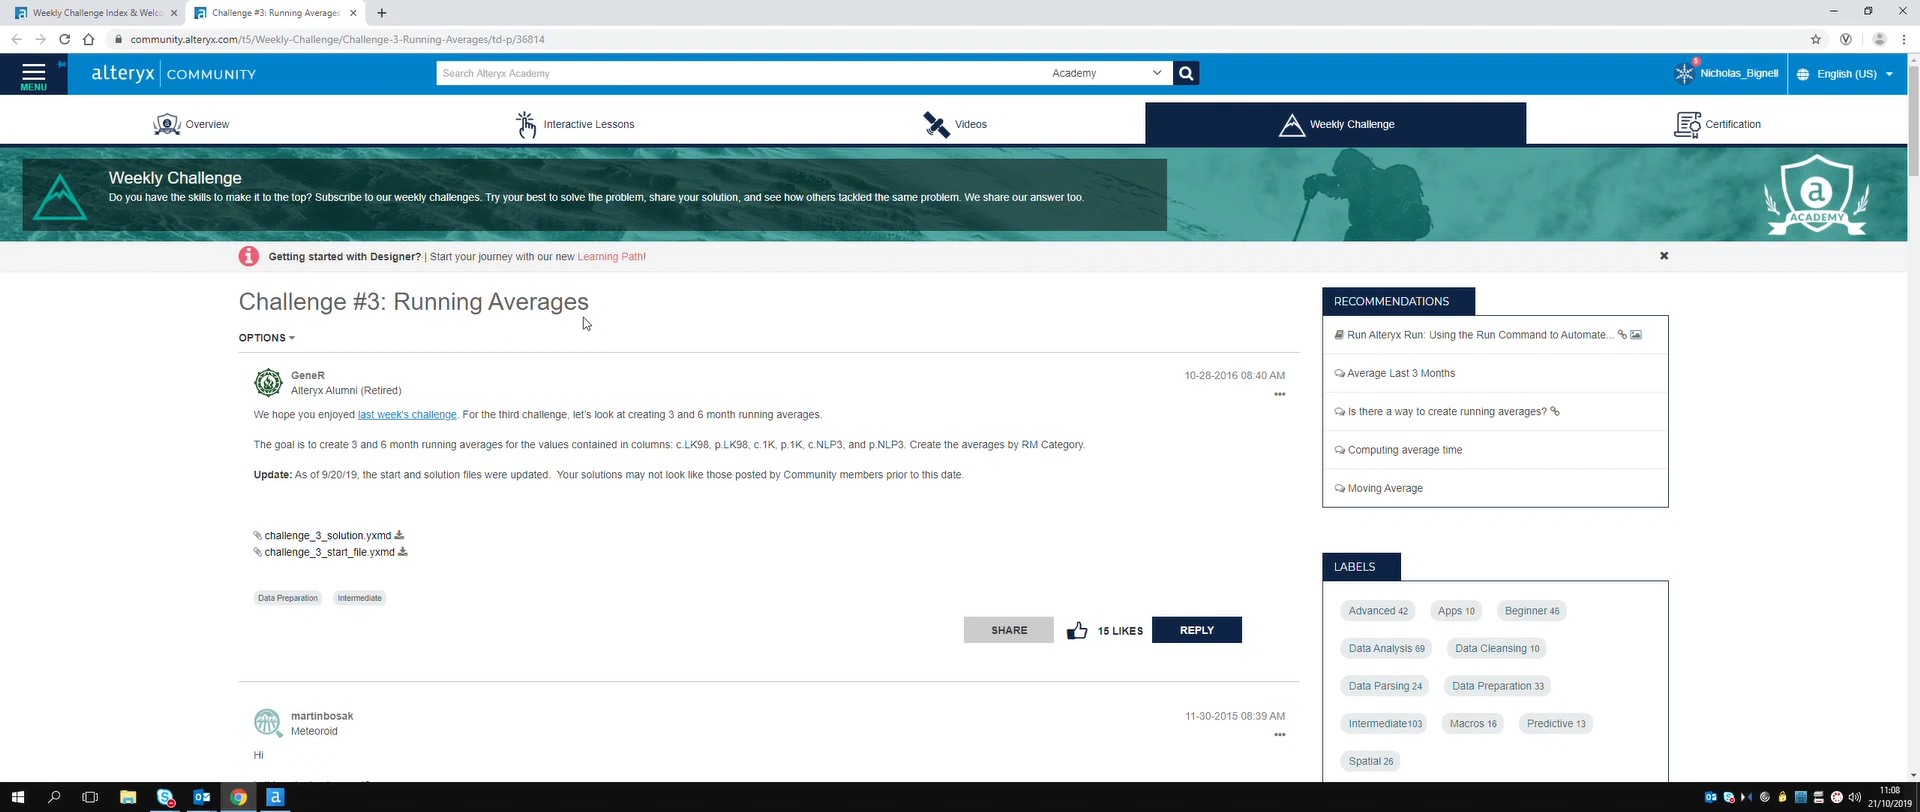 Weekly Challenge Index & Welco
Challenge #3: Running Averages
community.alteryx.com/t5/Weekly-Challenge/Challenge-3-Running-Averages/td-p/36814
MENU
alteryx COMMUNITY
Search Alteryx Academy
Academy
5
Nicholas_Bignell
English (US)
Overview
Interactive Lessons
Videos
Weekly Challenge
Certification
Weekly Challenge
Do you have the skills to make it to the top? Subscribe to our weekly challenges. Try your best to solve the problem, share your solution, and see how others tackled the same problem. We share our answer too.
a
ACADEMY
Getting started with Designer? | Start your journey with our new Learning Path!
Challenge #3: Running Averages
OPTIONS
GeneR
Alteryx Alumni (Retired)
10-28-2016 08:40 AM
We hope you enjoyed last week's challenge. For the third challenge, let's look at creating 3 and 6 month running averages.
The goal is to create 3 and 6 month running averages for the values contained in columns: c.LK98, p.LK98, c.1K, p.1K, c.NLP3, and p.NLP3. Create the averages by RM Category.
Update: As of 9/20/19, the start and solution files were updated. Your solutions may not look like those posted by Community members prior to this date.
challenge_3_solution.yxmd
challenge_3_start_file.yxmd
Data Preparation
Intermediate
SHARE
15 LIKES
REPLY
martinbosak
Meteoroid
11-30-2015 08:39 AM
Hi
RECOMMENDATIONS
Run Alteryx Run: Using the Run Command to Automate...
Average Last 3 Months
Is there a way to create running averages?
Computing average time
Moving Average
LABELS
Advanced 42
Apps 10
Beginner 46
Data Analysis 69
Data Cleansing 10
Data Parsing 24
Data Preparation 33
Intermediate 103
Macros 16
Predictive 13
Spatial 26
11:08
21/10/2019